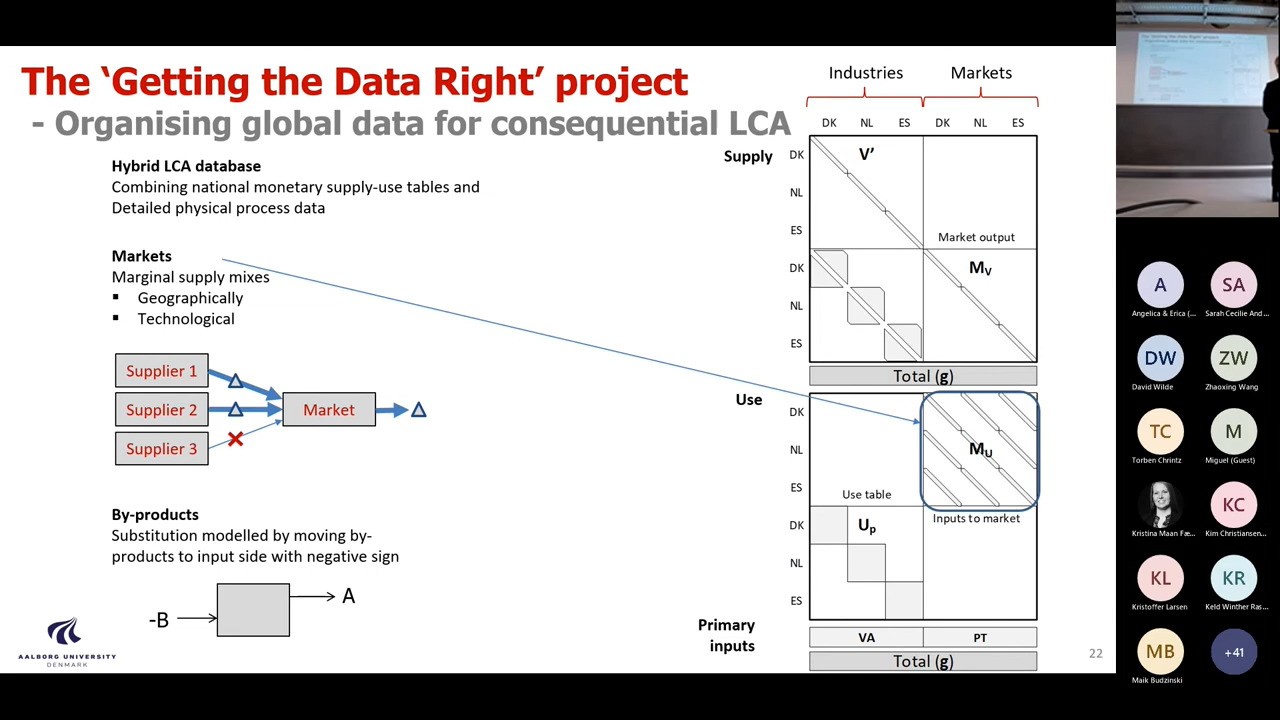 The ‘Getting the Data Right’ project
- Organising global data for consequential LCA
Hybrid LCA database
Combining national monetary supply-use tables and
Detailed physical process data
Markets
Marginal supply mixes
▪ Geographically
▪ Technological
Supplier 1
Supplier 2
Supplier 3
Market
By-products
Substitution modelled by moving by-
products to input side with negative sign
-B
A
AALBORG UNIVERSITY
DENMARK
Industries
Markets
DK NL ES DK NL ES
Supply
DK
NL
ES
V’
Market output
DK
NL
ES
Mv
Total (g)
Use
DK
NL
ES
MU
Use table
Inputs to market
DK
NL
ES
Up
Primary
inputs
VA
PT
Total (g)
22
A
Angelica & Erica (...
SA
Sarah Cecilie And...
DW
David Wilde
ZW
Zhaoxing Wang
TC
Torben Chrintz
M
Miguel (Guest)
Kristina Maan Fæ...
KC
Kim Christiansen...
KL
Kristoffer Larsen
KR
Keld Winther Ras...
MB
Maik Budzinski
+41